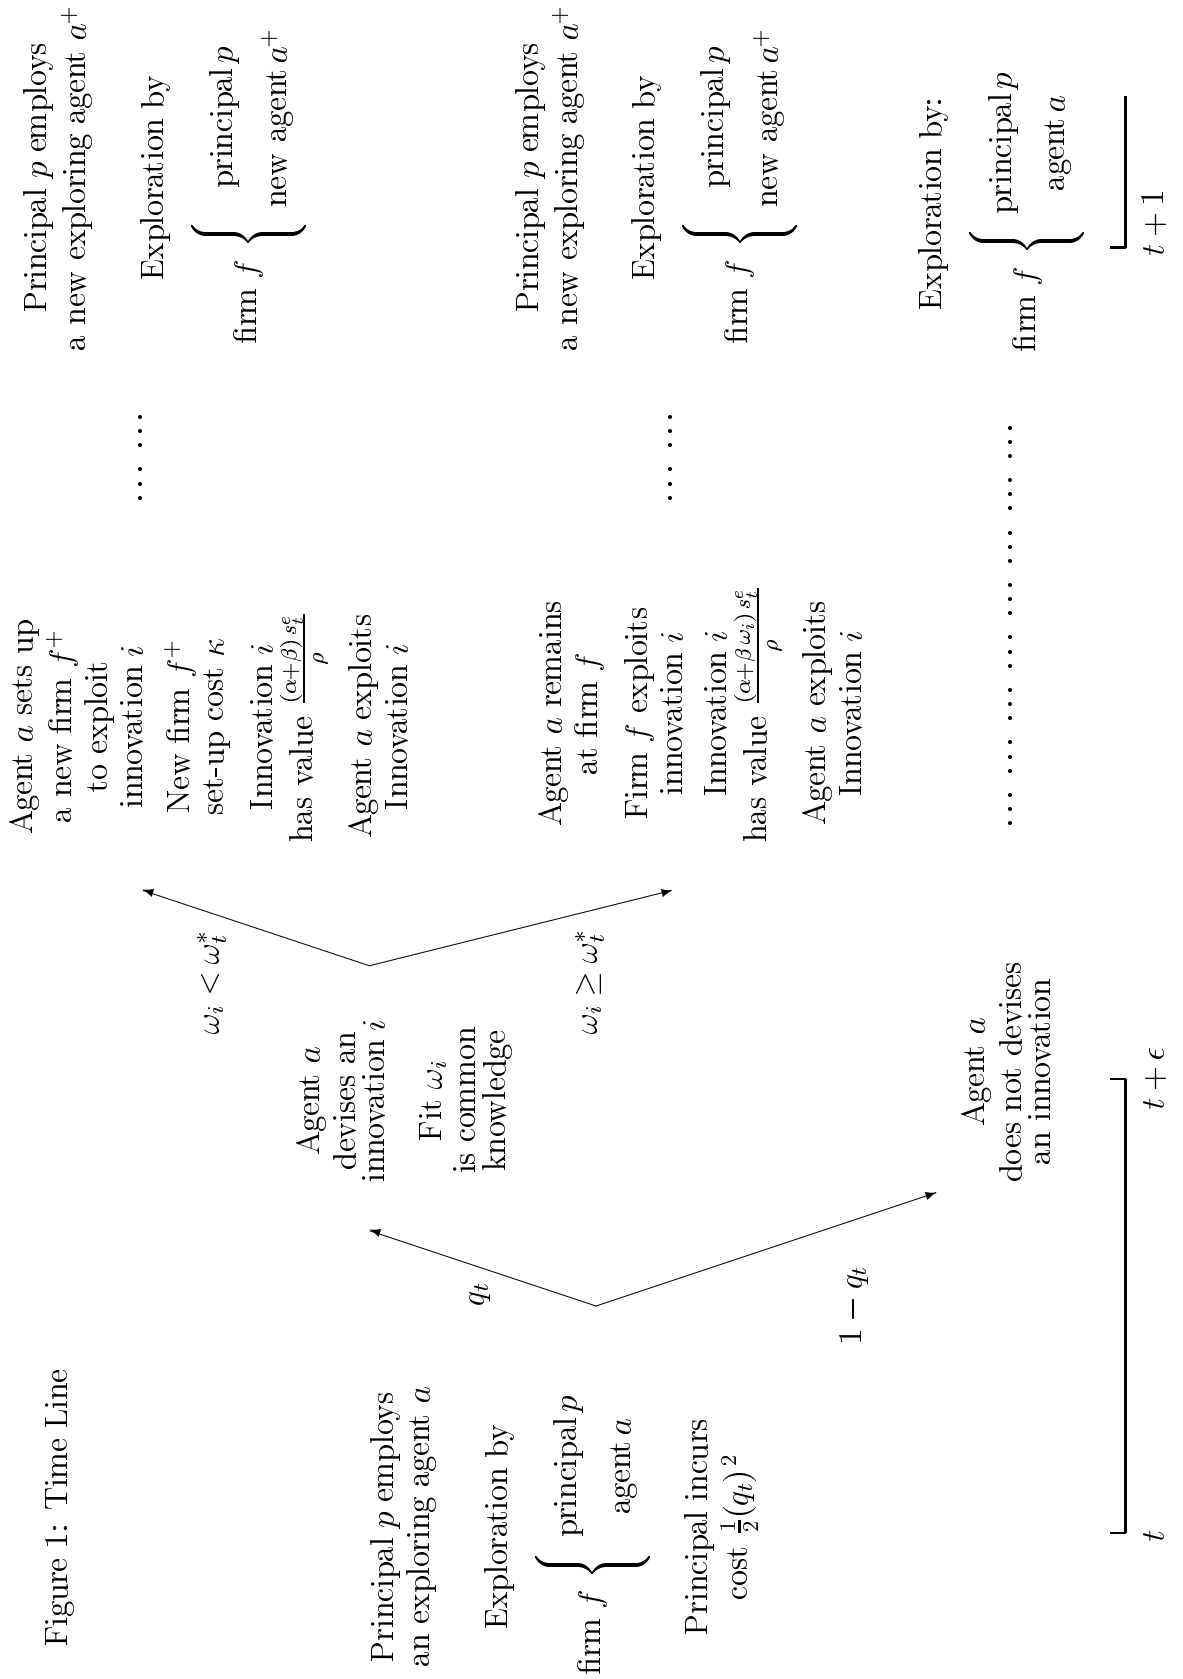 Figure 1: Time Line
Principal p employs
an exploring agent a
Exploration by
firm f { principal p
agent a
Principal incurs
cost ½(q_t)²
q_t
1 − q_t
Agent a
devises an
innovation i
Fit ω_i
is common
knowledge
Agent a
does not devises
an innovation
ω_i < ω_t^*
ω_i ≥ ω_t^*
Agent a sets up
a new firm f⁺
to exploit
innovation i
New firm f⁺
set-up cost κ
Innovation i
has value (α+β) s_t^e / ρ
Agent a exploits
Innovation i
Agent a remains
at firm f
Firm f exploits
innovation i
Innovation i
has value (α+β ω_i) s_t^e / ρ
Agent a exploits
Innovation i
... ...
... ...
... ... ... ... ... ... ... ...
Principal p employs
a new exploring agent a⁺
Exploration by
firm f { principal p
new agent a⁺
Principal p employs
a new exploring agent a⁺
Exploration by
firm f { principal p
new agent a⁺
Exploration by:
firm f { principal p
agent a
t
t + ϵ
t + 1